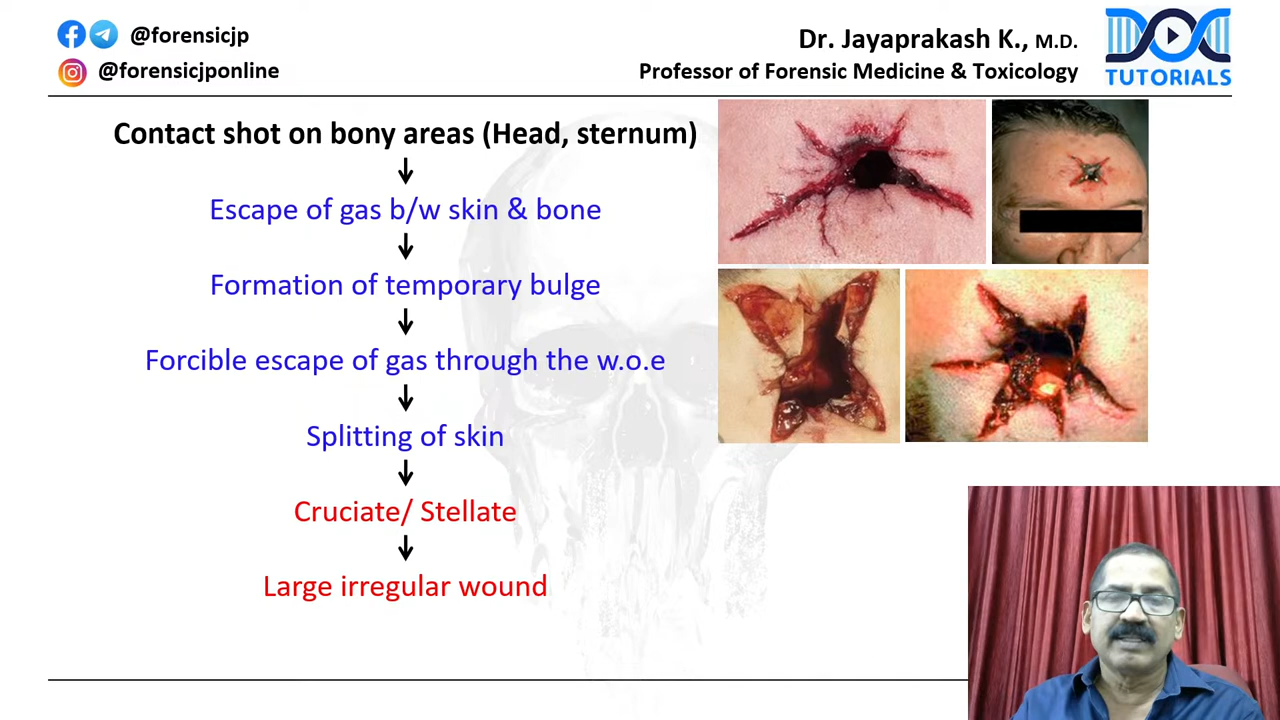 @forensicjp
@forensicjponline
Dr. Jayaprakash K., M.D.
Professor of Forensic Medicine & Toxicology
TUTORIALS
Contact shot on bony areas (Head, sternum)
Escape of gas b/w skin & bone
Formation of temporary bulge
Forcible escape of gas through the w.o.e
Splitting of skin
Cruciate/ Stellate
Large irregular wound